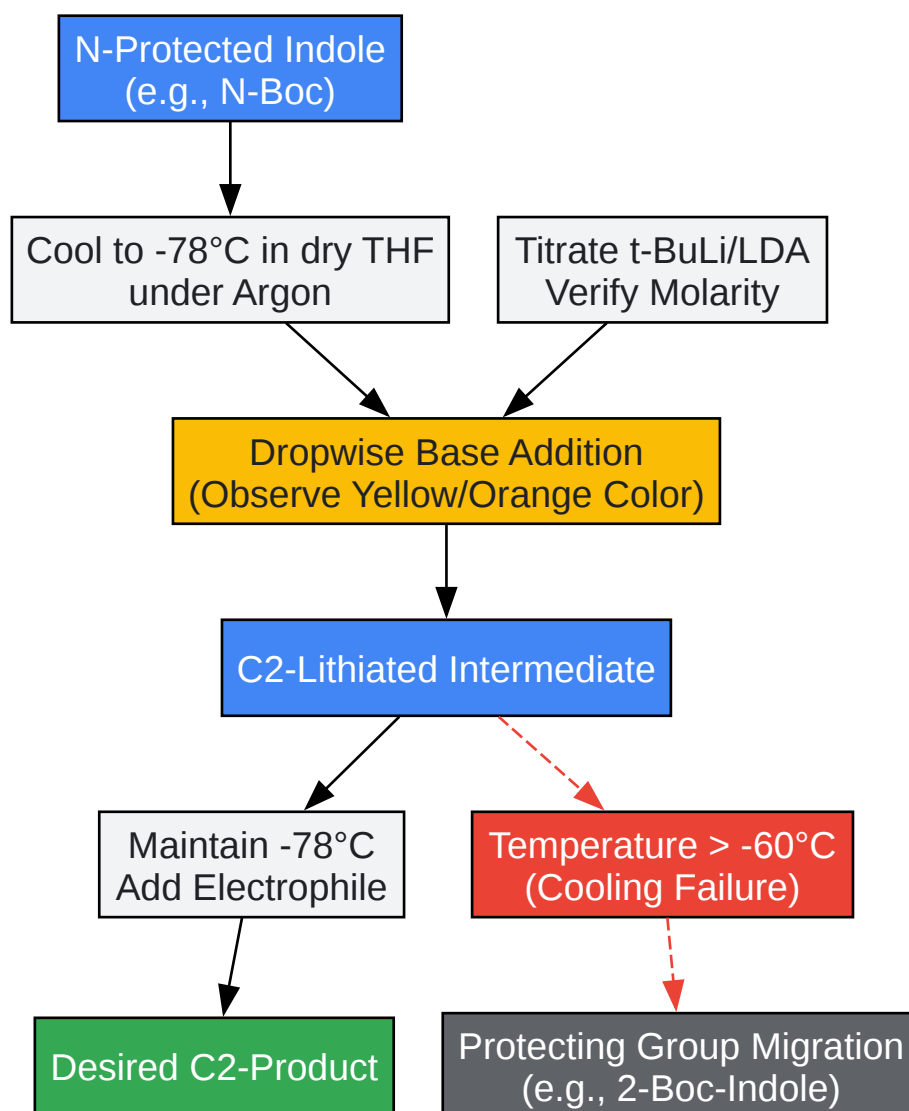 N-Protected Indole
(e.g., N-Boc)
Cool to -78°C in dry THF
under Argon
Titrate t-BuLi/LDA
Verify Molarity
Dropwise Base Addition
(Observe Yellow/Orange Color)
C2-Lithiated Intermediate
Maintain -78°C
Add Electrophile
Temperature > -60°C
(Cooling Failure)
Desired C2-Product
Protecting Group Migration
(e.g., 2-Boc-Indole)